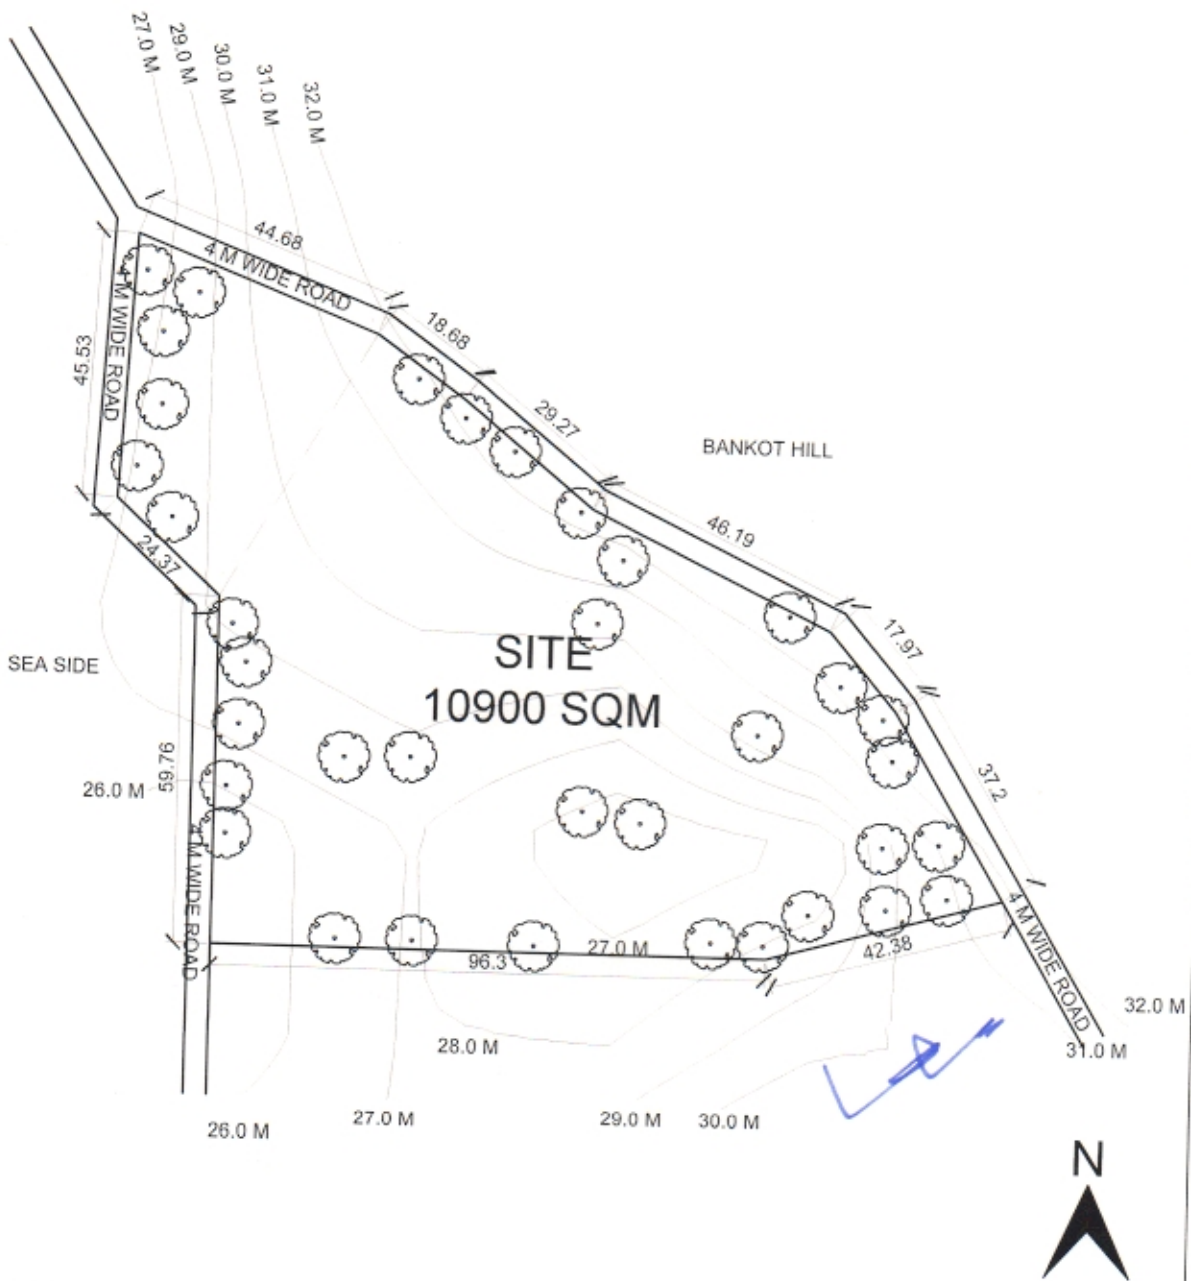 27.0 M
29.0 M
30.0 M
31.0 M
32.0 M
44.68
4 M WIDE ROAD
18.68
29.27
45.53
4 M WIDE ROAD
BANKOT HILL
46.19
24.37
17.97
SEA SIDE
SITE
10900 SQM
59.76
26.0 M
37.2
4 M WIDE ROAD
4 M WIDE ROAD
27.0 M
96.3
42.38
32.0 M
28.0 M
31.0 M
26.0 M
27.0 M
29.0 M
30.0 M
N